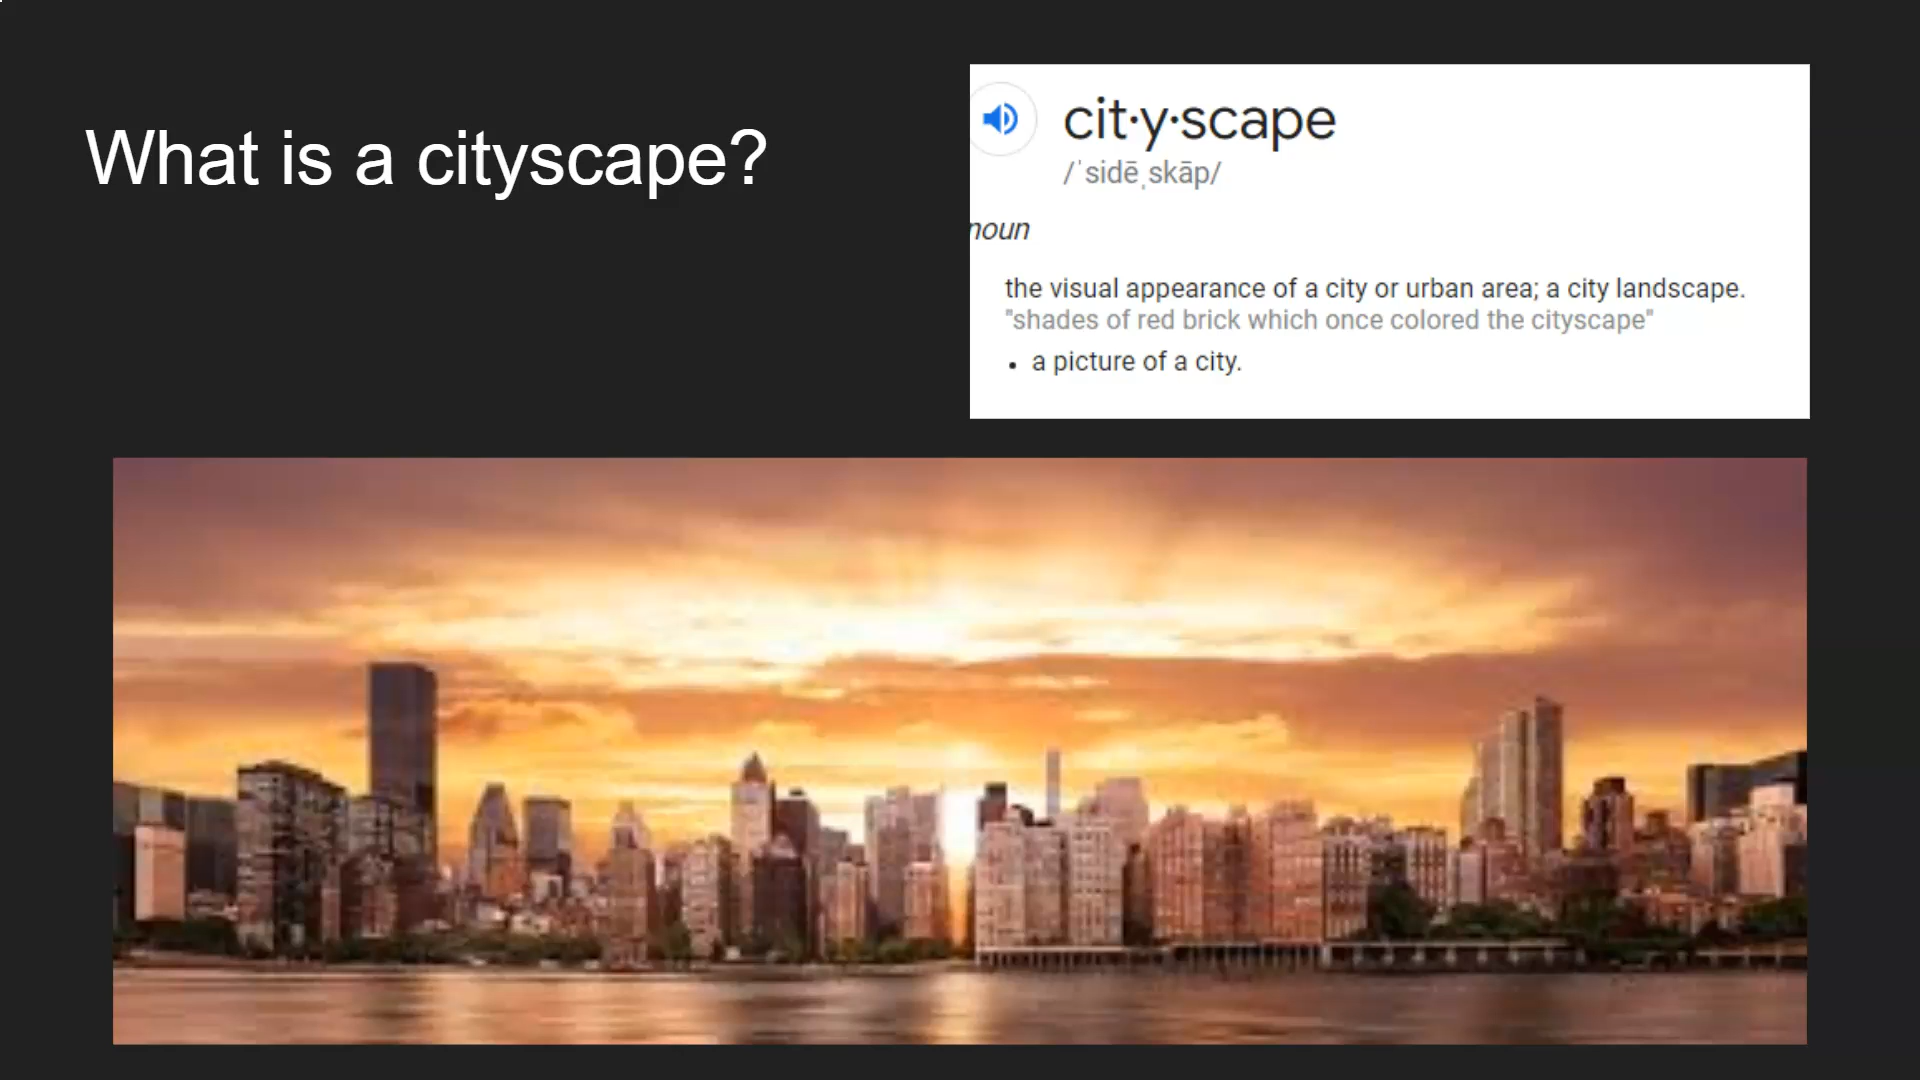 What is a cityscape?
cit·y·scape
/ˈsidēˌskāp/
noun
the visual appearance of a city or urban area; a city landscape.
"shades of red brick which once colored the cityscape"
• a picture of a city.